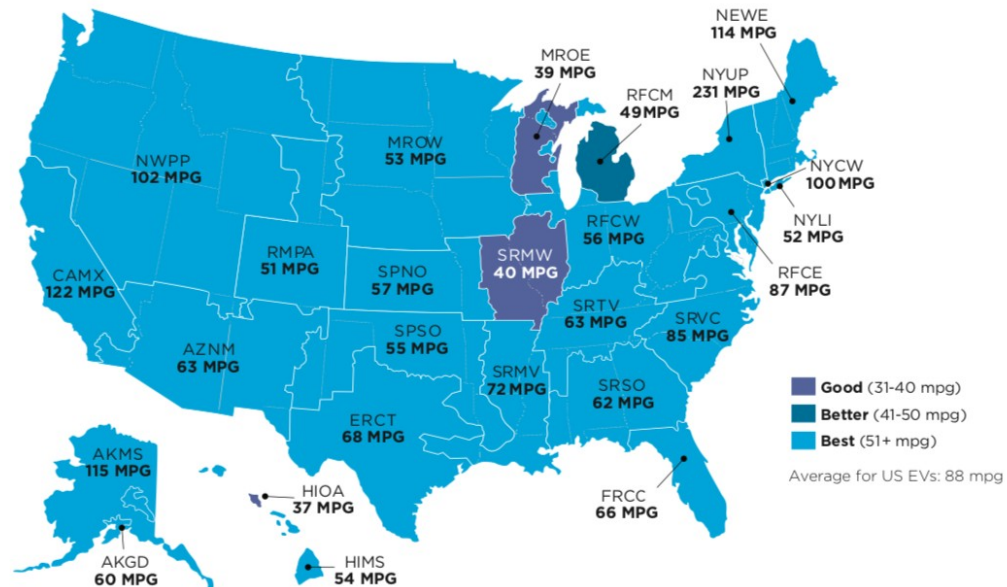 NEWE
114 MPG
MROE
39 MPG
NYUP
231 MPG
RFCM
49 MPG
MROW
53 MPG
NWPP
102 MPG
NYCW
100 MPG
NYLI
52 MPG
RFCW
56 MPG
RMPA
51 MPG
SRMW
40 MPG
SPNO
57 MPG
RFCE
87 MPG
CAMX
122 MPG
SRTV
63 MPG
SRVC
85 MPG
SPSO
55 MPG
AZNM
63 MPG
SRMV
72 MPG
SRSO
62 MPG
ERCT
68 MPG
Good (31-40 mpg)
Better (41-50 mpg)
Best (51+ mpg)
Average for US EVs: 88 mpg
AKMS
115 MPG
HIOA
37 MPG
FRCC
66 MPG
AKGD
60 MPG
HIMS
54 MPG